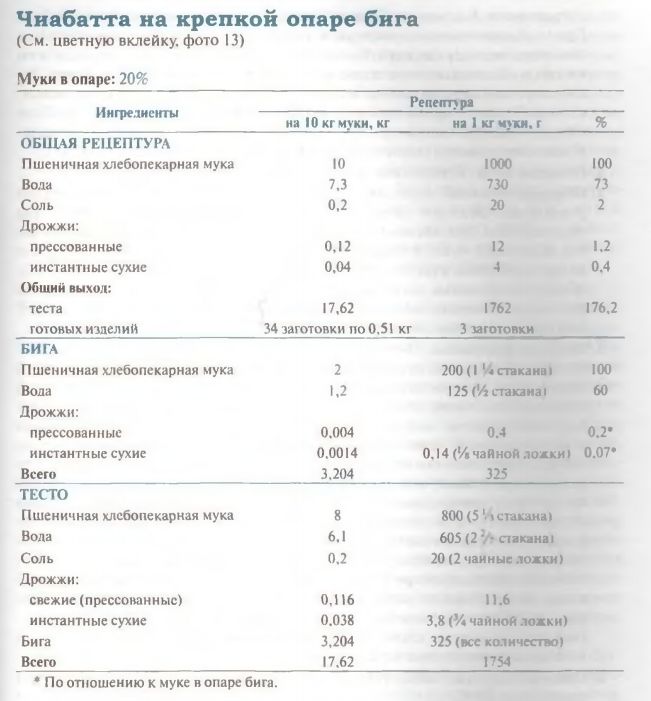 Чиабатта на крепкой опаре бига
(См. цветную вклейку, фото 13)
Муки в опаре: 20%
Ингредиенты Рецептура
на 10 кг муки, кг на 1 кг муки, г %
ОБЩАЯ РЕЦЕПТУРА
Пшеничная хлебопекарная мука 10 1000 100
Вода 7,3 730 73
Соль 0,2 20 2
Дрожжи:
прессованные 0,12 12 1,2
инстантные сухие 0,04 4 0,4
Общий выход:
теста 17,62 1762 176,2
готовых изделий 34 заготовки по 0,51 кг 3 заготовки
БИГА
Пшеничная хлебопекарная мука 2 200 (1 ¼ стакана) 100
Вода 1,2 125 (½ стакана) 60
Дрожжи:
прессованные 0,004 0,4 0,2*
инстантные сухие 0,0014 0,14 (⅛ чайной ложки) 0,07*
Всего 3,204 325
ТЕСТО
Пшеничная хлебопекарная мука 8 800 (5 ⅓ стакана)
Вода 6,1 605 (2 стакана)
Соль 0,2 20 (2 чайные ложки)
Дрожжи:
свежие (прессованные) 0,116 11,6
инстантные сухие 0,038 3,8 (¾ чайной ложки)
Бига 3,204 325 (все количество)
Всего 17,62 1754
* По отношению к муке в опаре бига.